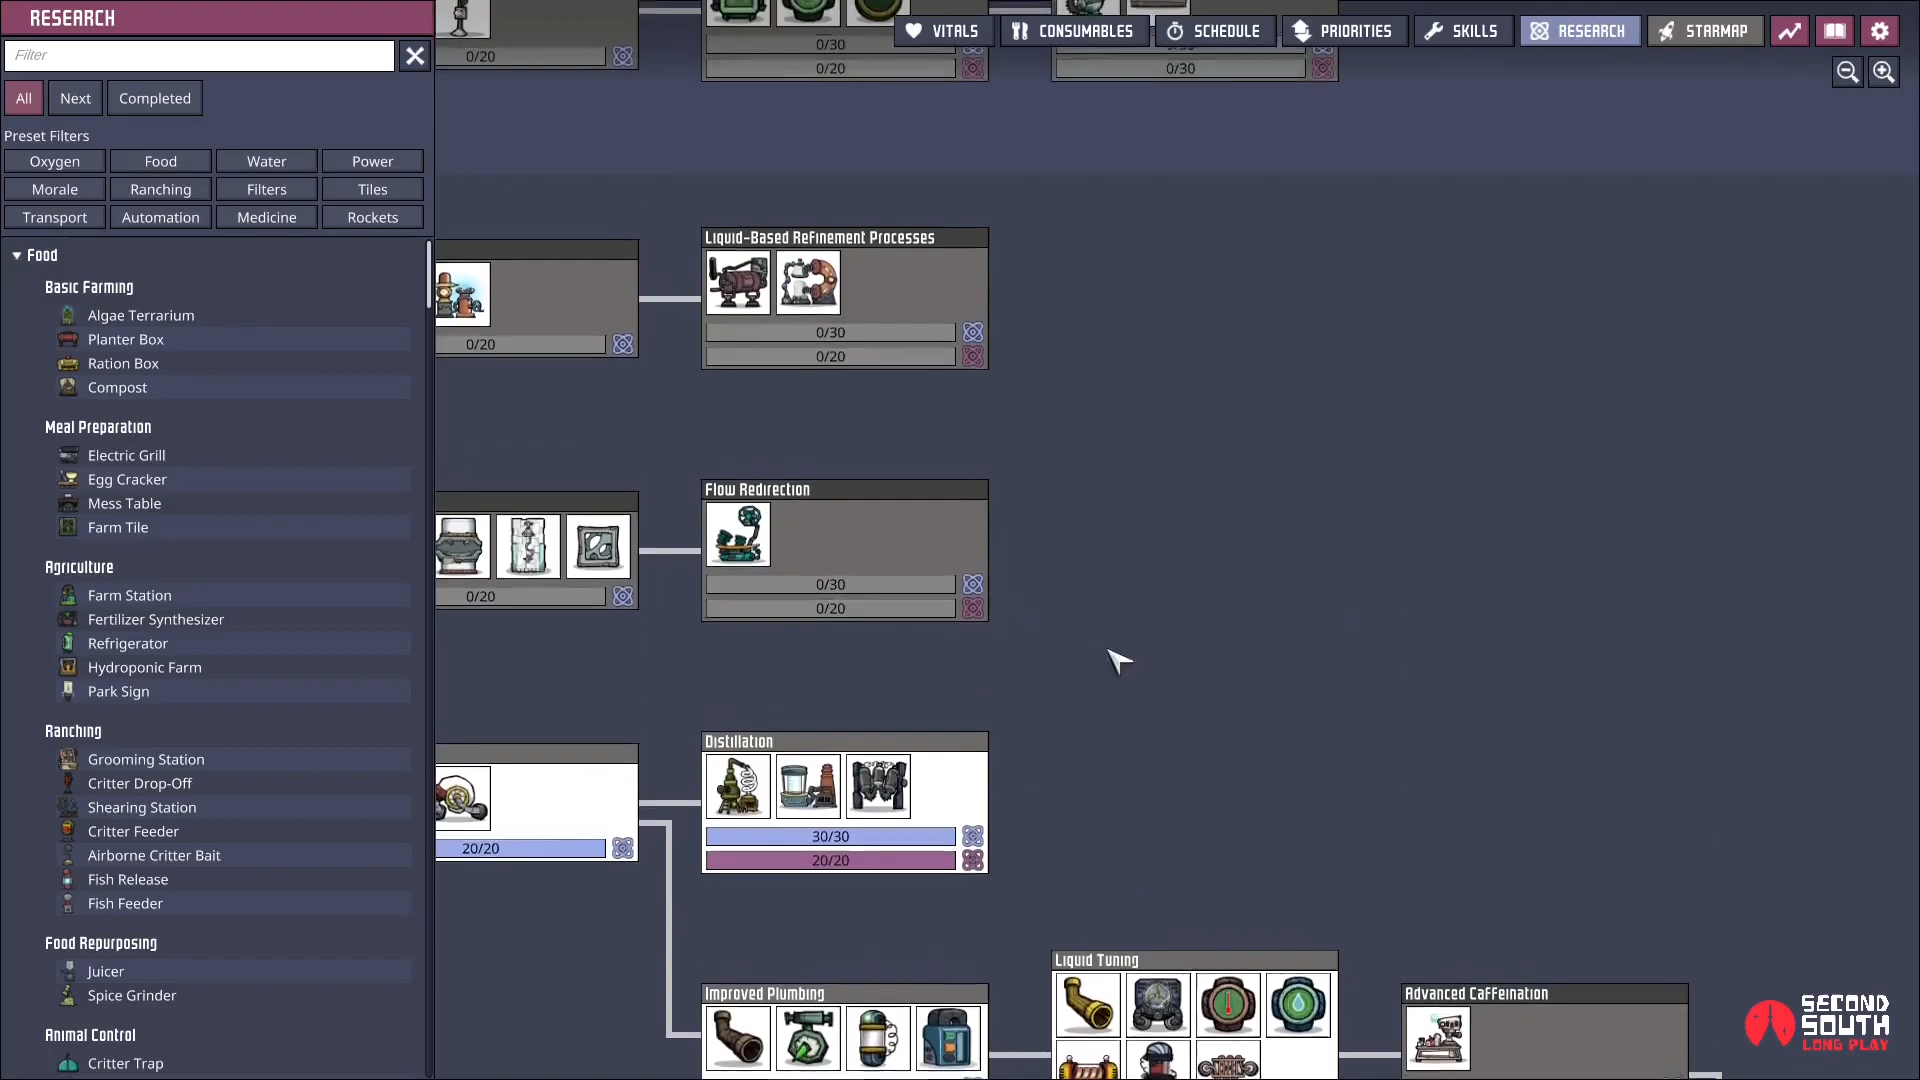 RESEARCH
VITALS
CONSUMABLES
SCHEDULE
PRIORITIES
SKILLS
RESEARCH
STARMAP
Filter
All
Next
Completed
Preset Filters
Oxygen
Food
Water
Power
Morale
Ranching
Filters
Tiles
Transport
Automation
Medicine
Rockets
Food
Basic Farming
Algae Terrarium
Planter Box
Ration Box
Compost
Meal Preparation
Electric Grill
Egg Cracker
Mess Table
Farm Tile
Agriculture
Farm Station
Fertilizer Synthesizer
Refrigerator
Hydroponic Farm
Park Sign
Ranching
Grooming Station
Critter Drop-Off
Shearing Station
Critter Feeder
Airborne Critter Bait
Fish Release
Fish Feeder
Food Repurposing
Juicer
Spice Grinder
Animal Control
Critter Trap
0/20
0/30
0/20
0/30
Liquid-Based Refinement Processes
0/20
0/30
0/20
Flow Redirection
0/20
0/30
0/20
Distillation
20/20
30/30
20/20
Improved Plumbing
Liquid Tuning
Advanced Caffeination
SECOND
SOUTH
LONG PLAY